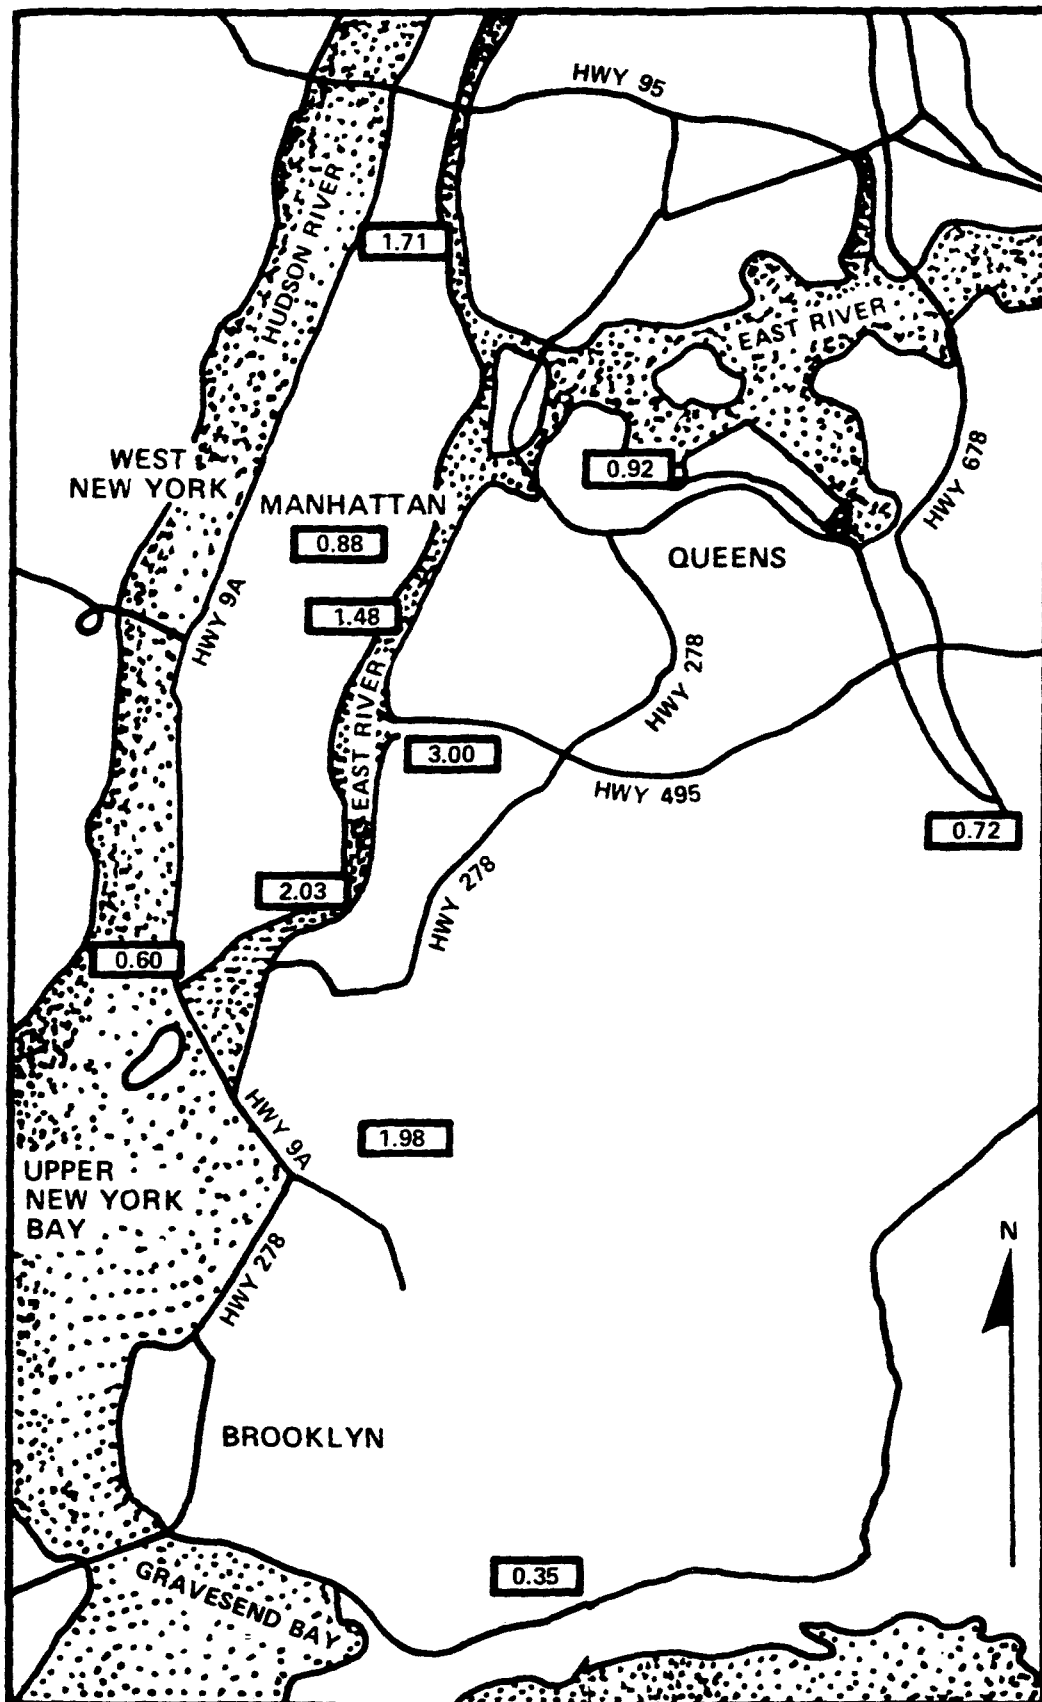 HWY 95
HUDSON RIVER
1.71
EAST RIVER
WEST
NEW YORK
MANHATTAN
0.92
HWY 678
0.88
QUEENS
1.48
HWY 9A
HWY 278
EAST RIVER
3.00
HWY 495
0.72
2.03
HWY 278
0.60
HWY 9A
1.98
UPPER
NEW YORK
BAY
HWY 278
N
BROOKLYN
0.35
GRAVESEND BAY